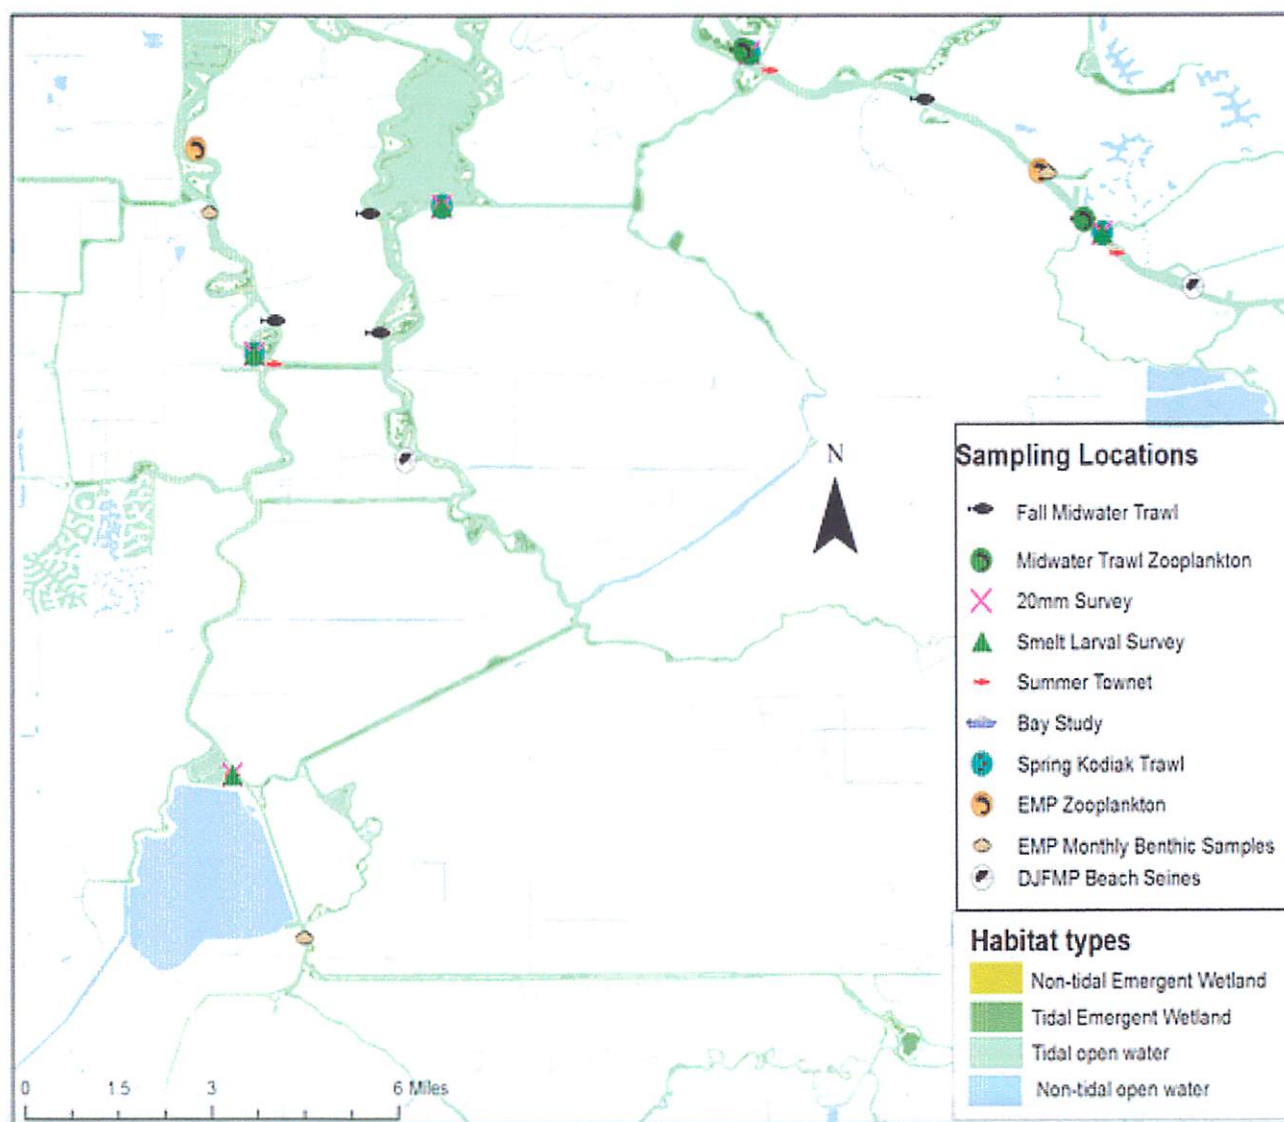 N
Sampling Locations
Fall Midwater Trawl
Midwater Trawl Zooplankton
20mm Survey
Smelt Larval Survey
Summer Townet
Bay Study
Spring Kodiak Trawl
EMP Zooplankton
EMP Monthly Benthic Samples
DJFMP Beach Seines
Habitat types
Non-tidal Emergent Wetland
Tidal Emergent Wetland
Tidal open water
Non-tidal open water
0 1.5 3 6 Miles